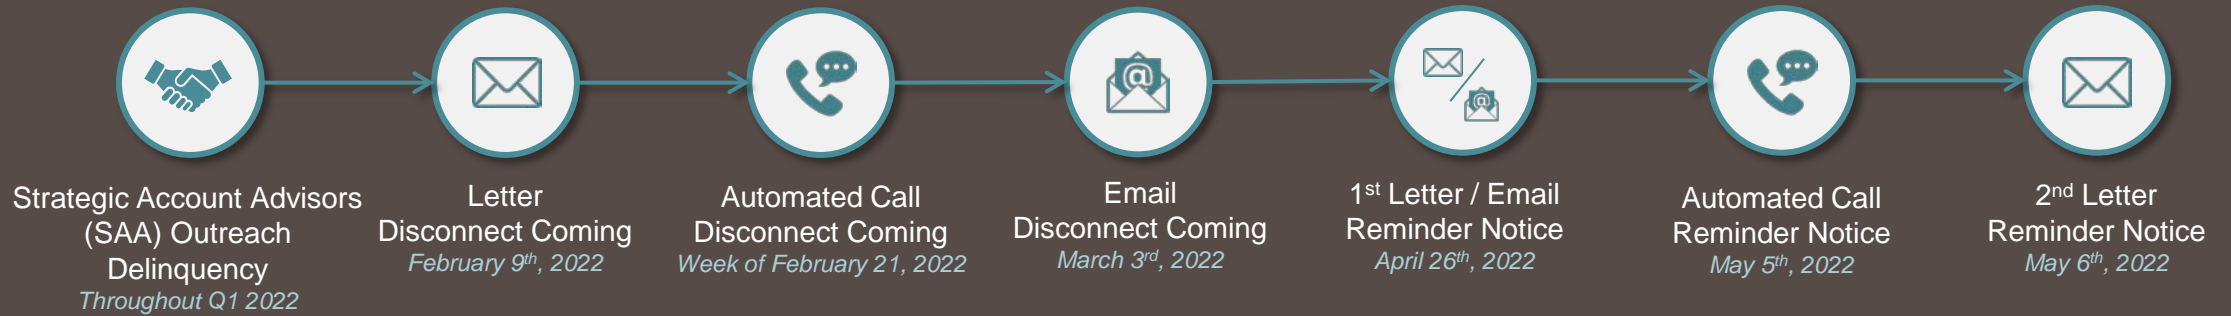 Strategic Account Advisors
(SAA) Outreach
Delinquency
Throughout Q1 2022
Letter
Disconnect Coming
February 9th, 2022
Automated Call
Disconnect Coming
Week of February 21, 2022
Email
Disconnect Coming
March 3rd, 2022
1st Letter / Email
Reminder Notice
April 26th, 2022
Automated Call
Reminder Notice
May 5th, 2022
2nd Letter
Reminder Notice
May 6th, 2022